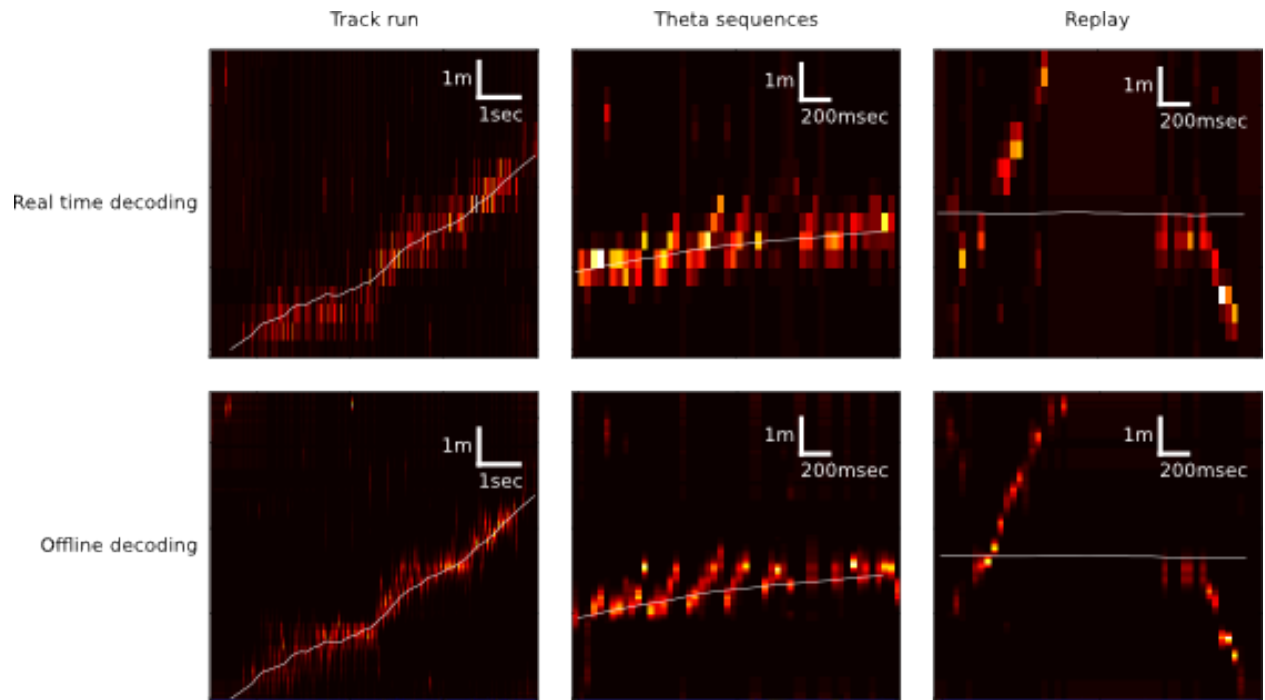 Track run
Theta sequences
Replay
Real time decoding
1m
1sec
1m
200msec
1m
200msec
Offline decoding
1m
1sec
1m
200msec
1m
200msec